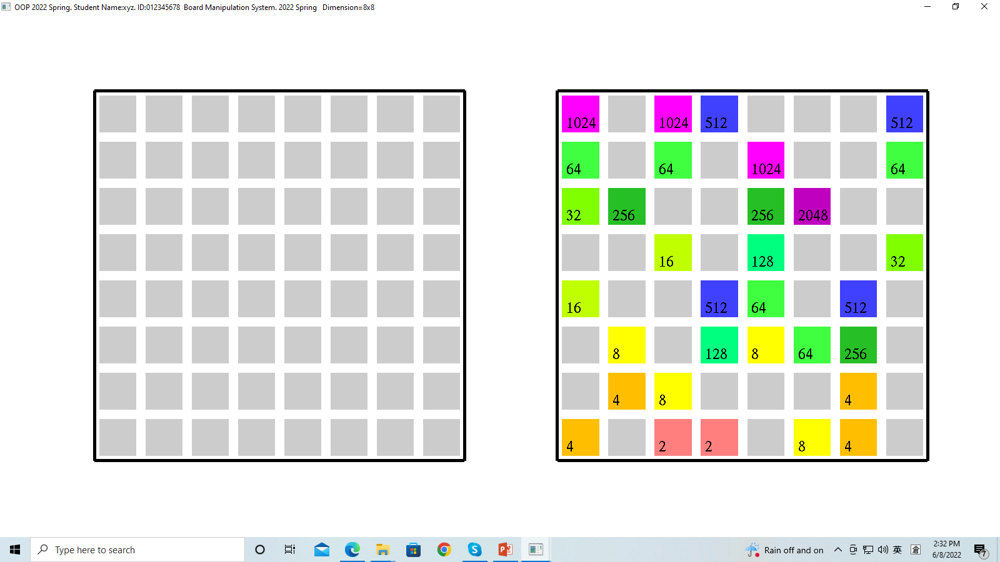 OOP 2022 Spring. Student Name:xyz. ID:012345678  Board Manipulation System. 2022 Spring   Dimension=8x8
1024 1024 512 512
64 64 1024 64
32 256 256 2048
16 128 32
16 512 64 512
8 128 8 64 256
4 8 4
4 2 2 8 4
Type here to search
Rain off and on
英
倉
2:32 PM
6/8/2022
7